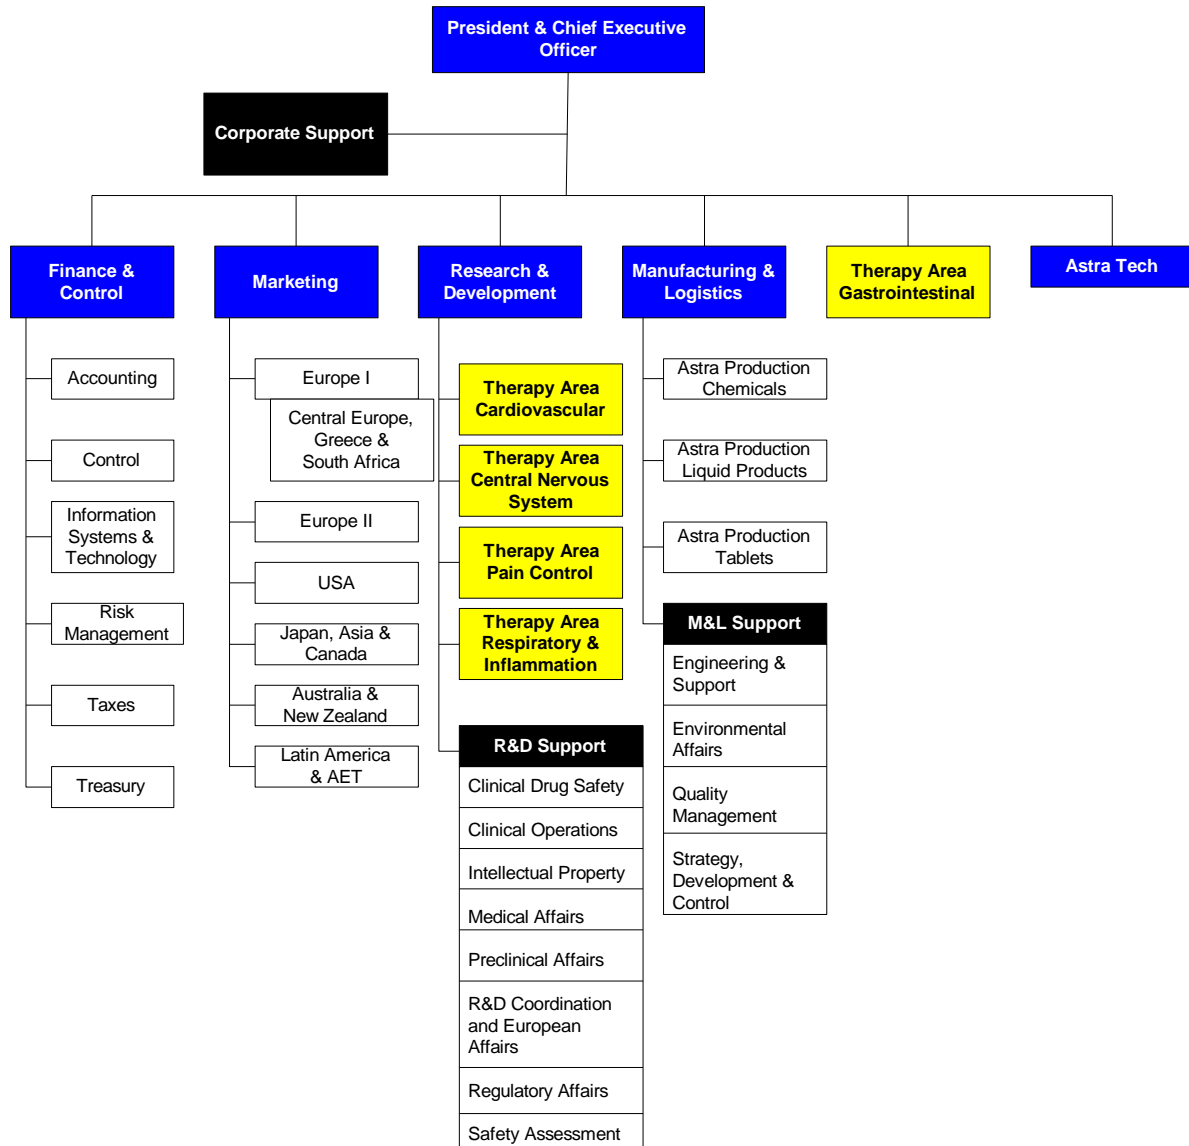 President & Chief Executive
Officer
Corporate Support
Finance &
Control
Marketing
Research &
Development
Manufacturing &
Logistics
Therapy Area
Gastrointestinal
Astra Tech
Accounting
Control
Information
Systems &
Technology
Risk
Management
Taxes
Treasury
Europe I
Central Europe,
Greece &
South Africa
Europe II
USA
Japan, Asia &
Canada
Australia &
New Zealand
Latin America
& AET
Therapy Area
Cardiovascular
Therapy Area
Central Nervous
System
Therapy Area
Pain Control
Therapy Area
Respiratory &
Inflammation
R&D Support
Clinical Drug Safety
Clinical Operations
Intellectual Property
Medical Affairs
Preclinical Affairs
R&D Coordination
and European
Affairs
Regulatory Affairs
Safety Assessment
Astra Production
Chemicals
Astra Production
Liquid Products
Astra Production
Tablets
M&L Support
Engineering &
Support
Environmental
Affairs
Quality
Management
Strategy,
Development &
Control